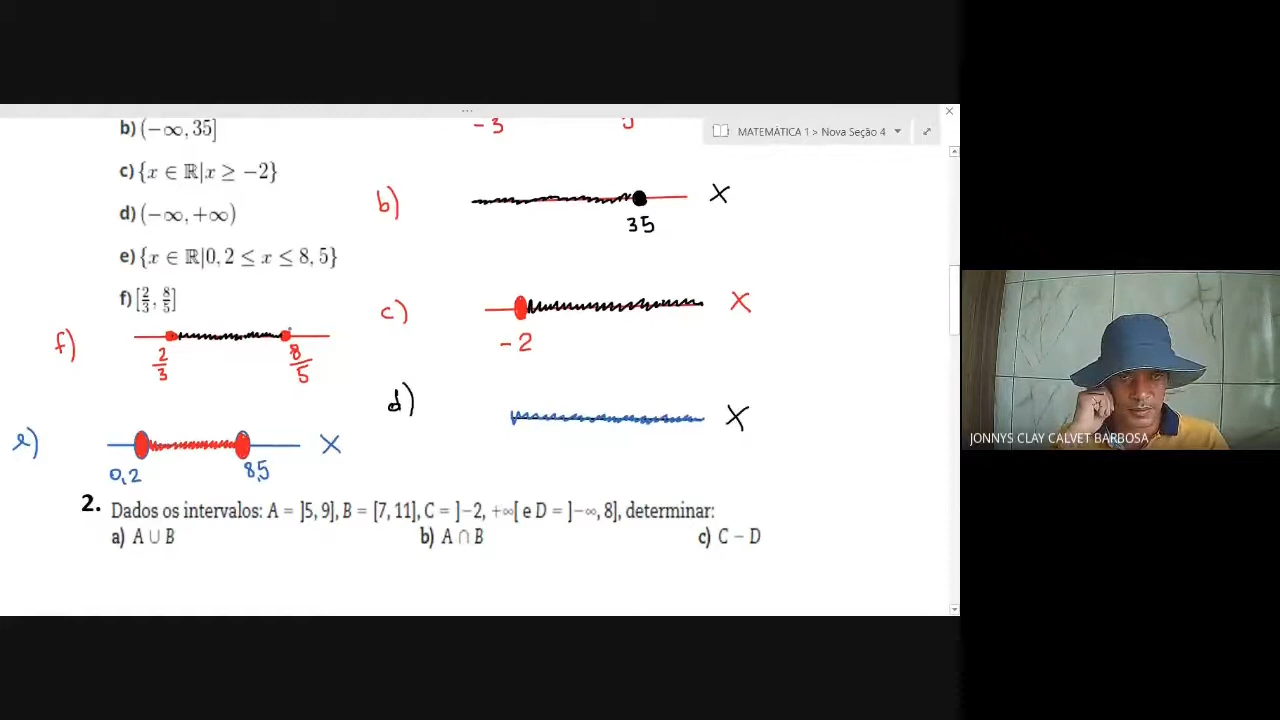 - 3
MATEMÁTICA 1 > Nova Seção 4
b) (−∞, 35]
c) {x ∈ ℝ|x ≥ −2}
d) (−∞, +∞)
e) {x ∈ ℝ|0, 2 ≤ x ≤ 8, 5}
f) [2/3, 8/5]
b) X
35
c) X
- 2
f)
2/3 8/5
d) X
e) X
0,2 8,5
2. Dados os intervalos: A = ]5, 9], B = [7, 11], C = ]−2, +∞[ e D = ]−∞, 8], determinar:
a) A ∪ B b) A ∩ B c) C − D
JONNYS CLAY CALVET BARBOSA